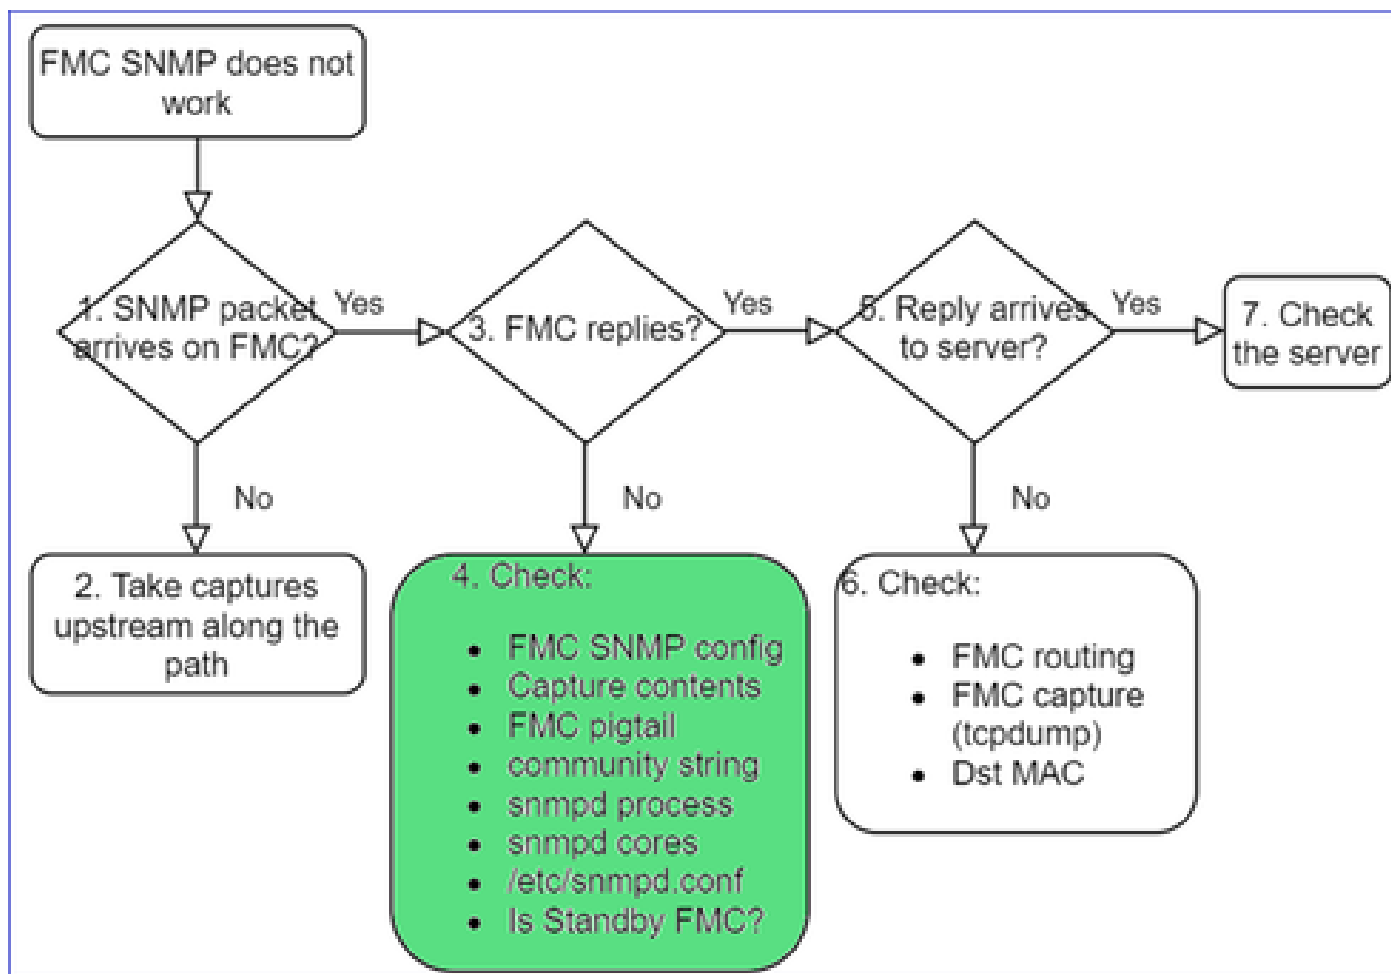 FMC SNMP does not
work
1. SNMP packet
arrives on FMC?
Yes
3. FMC replies?
Yes
5. Reply arrives
to server?
Yes
7. Check
the server
No
No
No
2. Take captures
upstream along the
path
4. Check:
• FMC SNMP config
• Capture contents
• FMC pigtail
• community string
• snmpd process
• snmpd cores
• /etc/snmpd.conf
• Is Standby FMC?
6. Check:
• FMC routing
• FMC capture
(tcpdump)
• Dst MAC